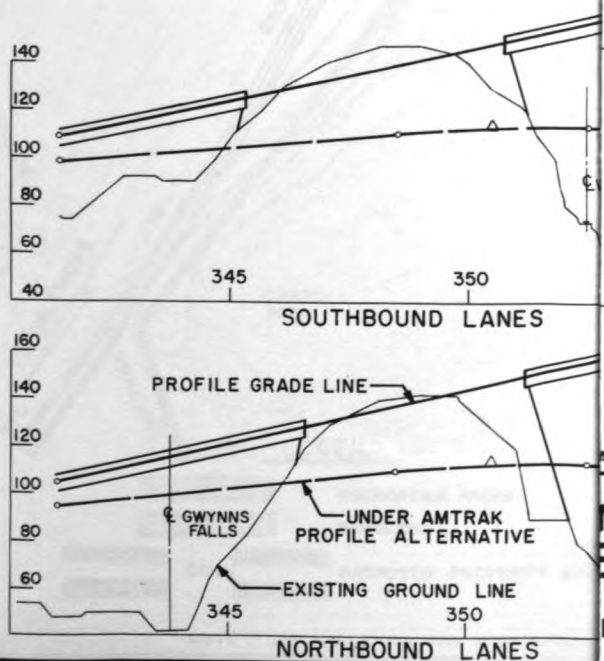 140
120
100
80
60
40
345 350
SOUTHBOUND LANES
160
140
120
100
80
60
PROFILE GRADE LINE
℄ GWYNNS
FALLS
UNDER AMTRAK
PROFILE ALTERNATIVE
EXISTING GROUND LINE
345 350
NORTHBOUND LANES